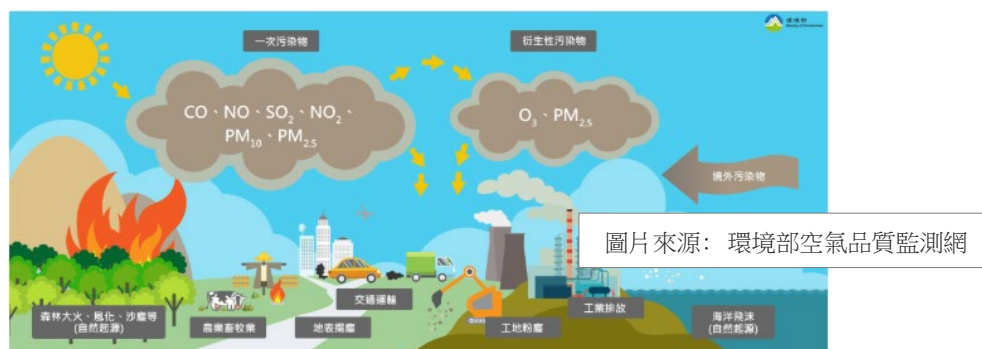 環境部
一次污染物
衍生性污染物
CO、NO、SO₂、NO₂、
PM₁₀、PM₂.₅
O₃、PM₂.₅
境外污染物
圖片來源: 環境部空氣品質監測網
交通運輸
工業排放
森林大火、風化、沙塵等
(自然起源)
農業畜牧業
地表揚塵
工地粉塵
海洋飛沫
(自然起源)